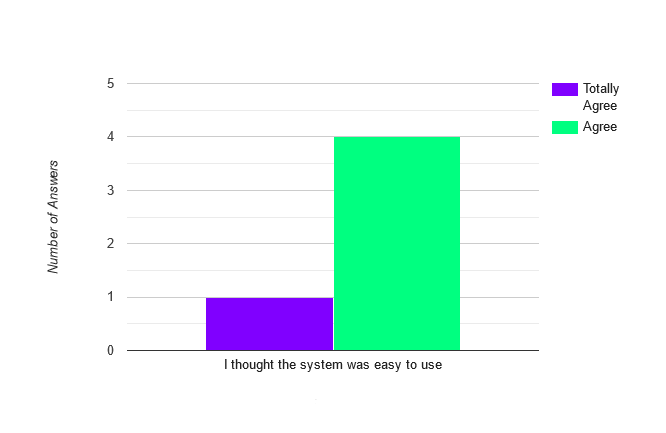 Number of Answers
5
4
3
2
1
0
I thought the system was easy to use
Totally
Agree
Agree